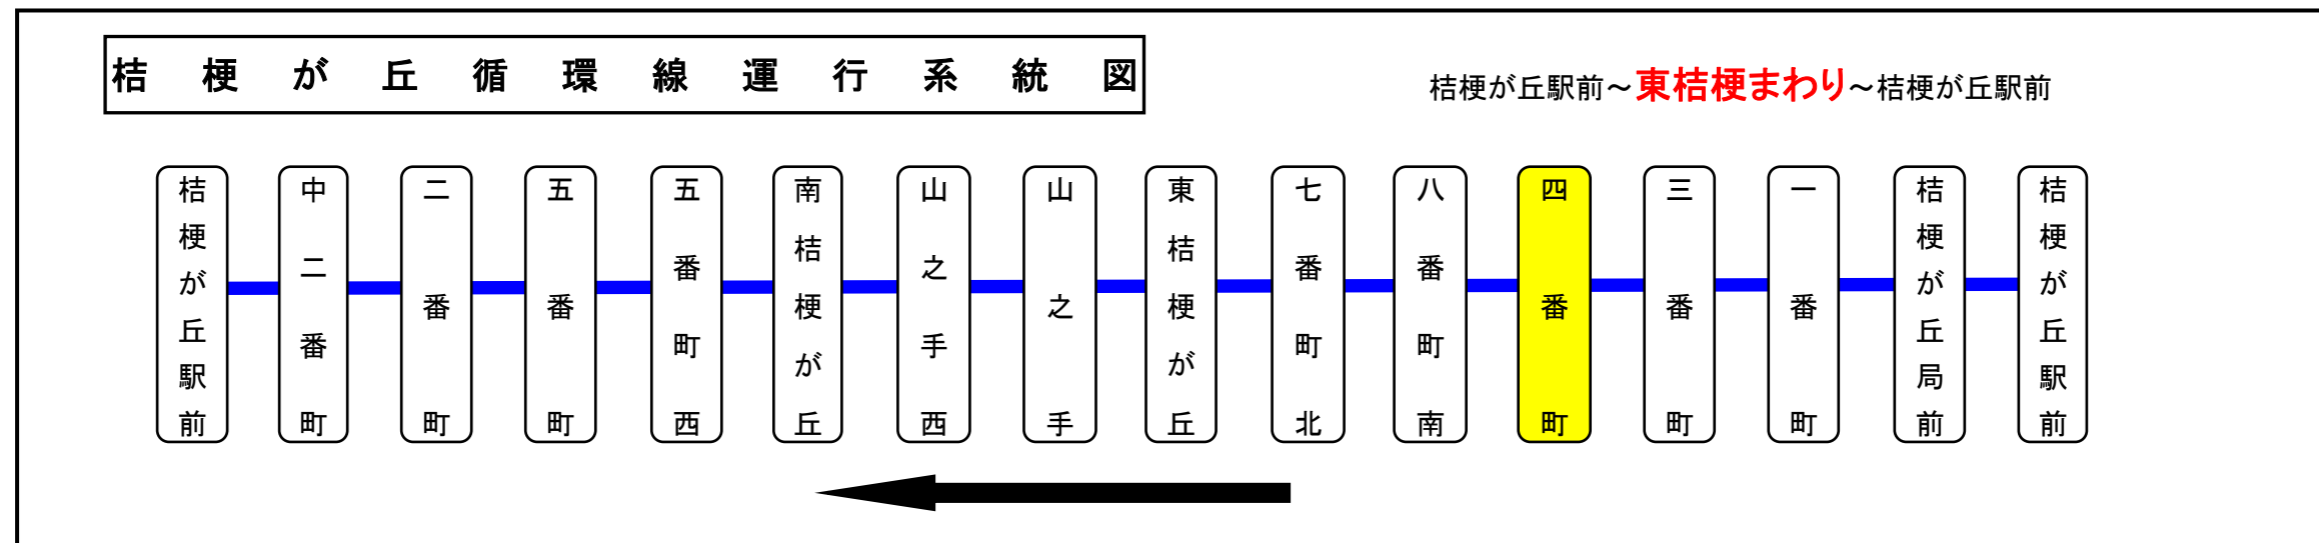 桔梗が丘循環線運行系統図
桔梗が丘駅前～東桔梗まわり～桔梗が丘駅前
桔梗が丘駅前
中二番町
二番町
五番町
五番町西
南桔梗が丘
山之手西
山之手
東桔梗が丘
七番町北
八番町南
四番町
三番町
一番町
桔梗が丘局前
桔梗が丘駅前